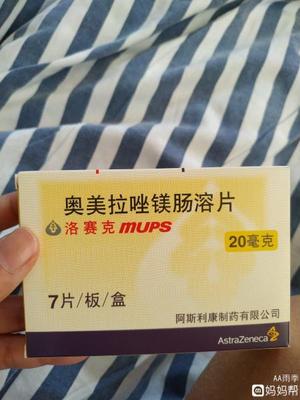 奥美拉唑镁肠溶片
洛赛克 MUPS
20毫克
7片/板/盒
阿斯利康制药有限公司
AstraZeneca
AA雨季
妈妈帮